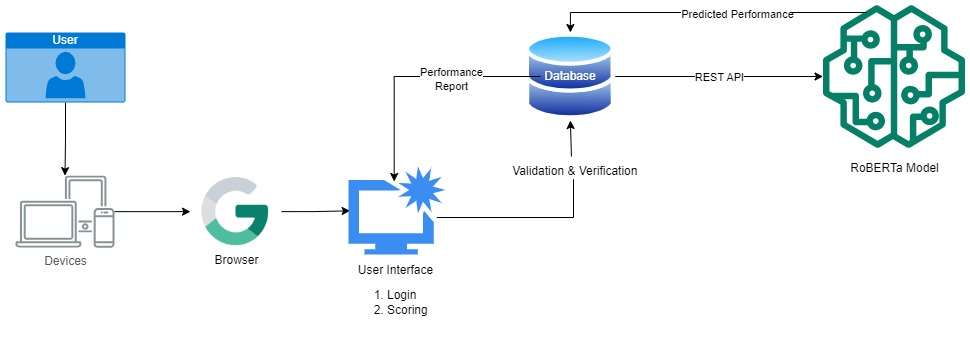 User
Devices
Browser
User Interface
1. Login
2. Scoring
Performance
Report
Database
Validation & Verification
REST API
Predicted Performance
RoBERTa Model